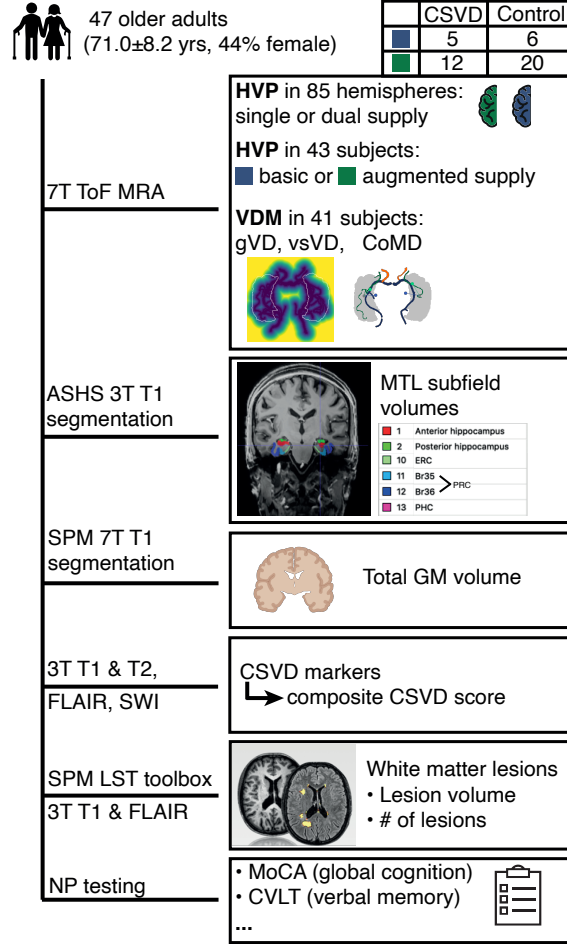 47 older adults
(71.0±8.2 yrs, 44% female)
CSVD Control
5 6
12 20
7T ToF MRA
HVP in 85 hemispheres:
single or dual supply
HVP in 43 subjects:
basic or augmented supply
VDM in 41 subjects:
gVD, vsVD, CoMD
ASHS 3T T1
segmentation
MTL subfield
volumes
1 Anterior hippocampus
2 Posterior hippocampus
10 ERC
11 Br35
PRC
12 Br36
13 PHC
SPM 7T T1
segmentation
Total GM volume
3T T1 & T2,
FLAIR, SWI
CSVD markers
composite CSVD score
SPM LST toolbox
3T T1 & FLAIR
White matter lesions
• Lesion volume
• # of lesions
NP testing
• MoCA (global cognition)
• CVLT (verbal memory)
...